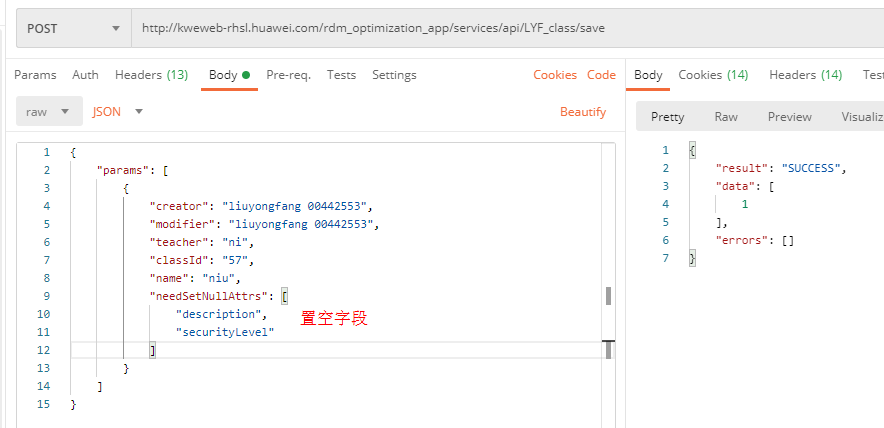 POST http://kweweb-rhsl.huawei.com/rdm_optimization_app/services/api/LYF_class/save
Params Auth Headers (13) Body Pre-req. Tests Settings Cookies Code
raw JSON Beautify
1 {
2 "params": [
3 {
4 "creator": "liuyongfang 00442553",
5 "modifier": "liuyongfang 00442553",
6 "teacher": "ni",
7 "classId": "57",
8 "name": "niu",
9 "needSetNullAttrs": [
10 "description",
置空字段
11 "securityLevel"
12 ]
13 }
14 ]
15 }
Body Cookies (14) Headers (14) Test
Pretty Raw Preview Visualiz
1 {
2 "result": "SUCCESS",
3 "data": [
4 1
5 ],
6 "errors": []
7 }